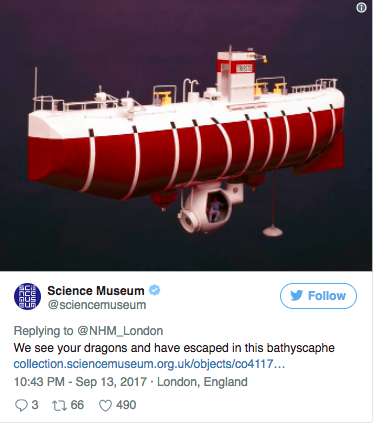 Science Museum
@sciencemuseum
Follow
Replying to @NHM_London
We see your dragons and have escaped in this bathyscaphe
collection.sciencemuseum.org.uk/objects/co4117…
10:43 PM - Sep 13, 2017 · London, England
3 66 490